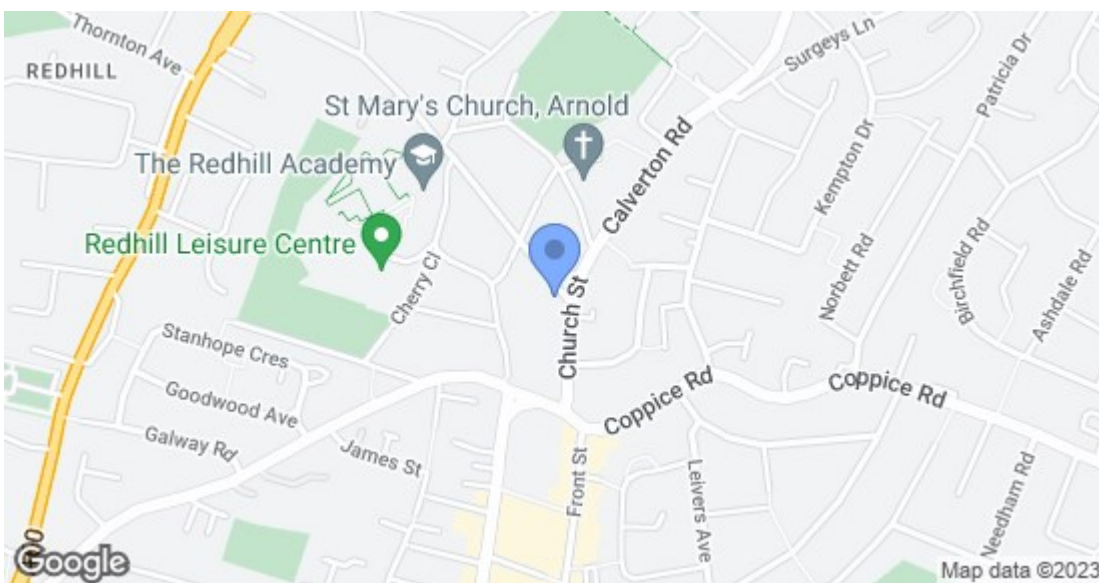 Thornton Ave
REDHILL
Surgeys Ln
Patricia Dr
St Mary's Church, Arnold
The Redhill Academy
Calverton Rd
Kempton Dr
Redhill Leisure Centre
Cherry Cl
Norbett Rd
Birchfield Rd
Ashdale Rd
Church St
Stanhope Cres
Goodwood Ave
Galway Rd
James St
Coppice Rd
Coppice Rd
Front St
Leivers Ave
Needham Rd
Google
Map data ©2023